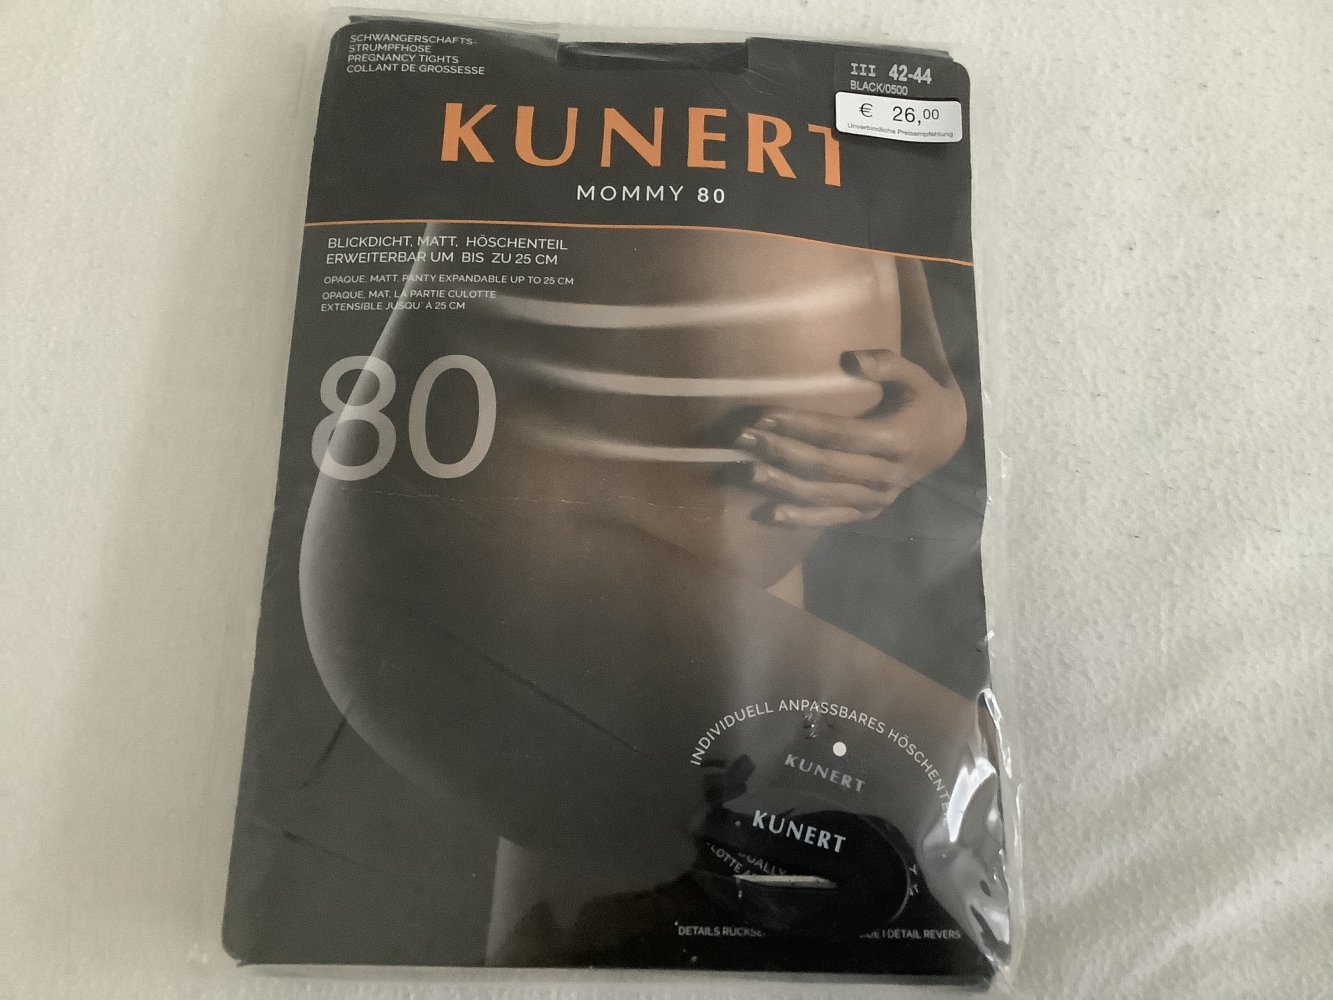 SCHWANGERSCHAFTS-
STRUMPFHOSE
PREGNANCY TIGHTS
COLLANT DE GROSSESSE
III 42-44
BLACK/0500
€ 26,00
Unverbindliche Preisempfehlung
KUNERT
MOMMY 80
BLICKDICHT, MATT, HÖSCHENTEIL
ERWEITERBAR UM BIS ZU 25 CM
OPAQUE, MATT, PANTY EXPANDABLE UP TO 25 CM
OPAQUE, MAT, LA PARTIE CULOTTE
EXTENSIBLE JUSQU' À 25 CM
80
INDIVIDUELL ANPASSBARES
KUNERT
KUNERT
DETAILS
DÉTAIL REVERS